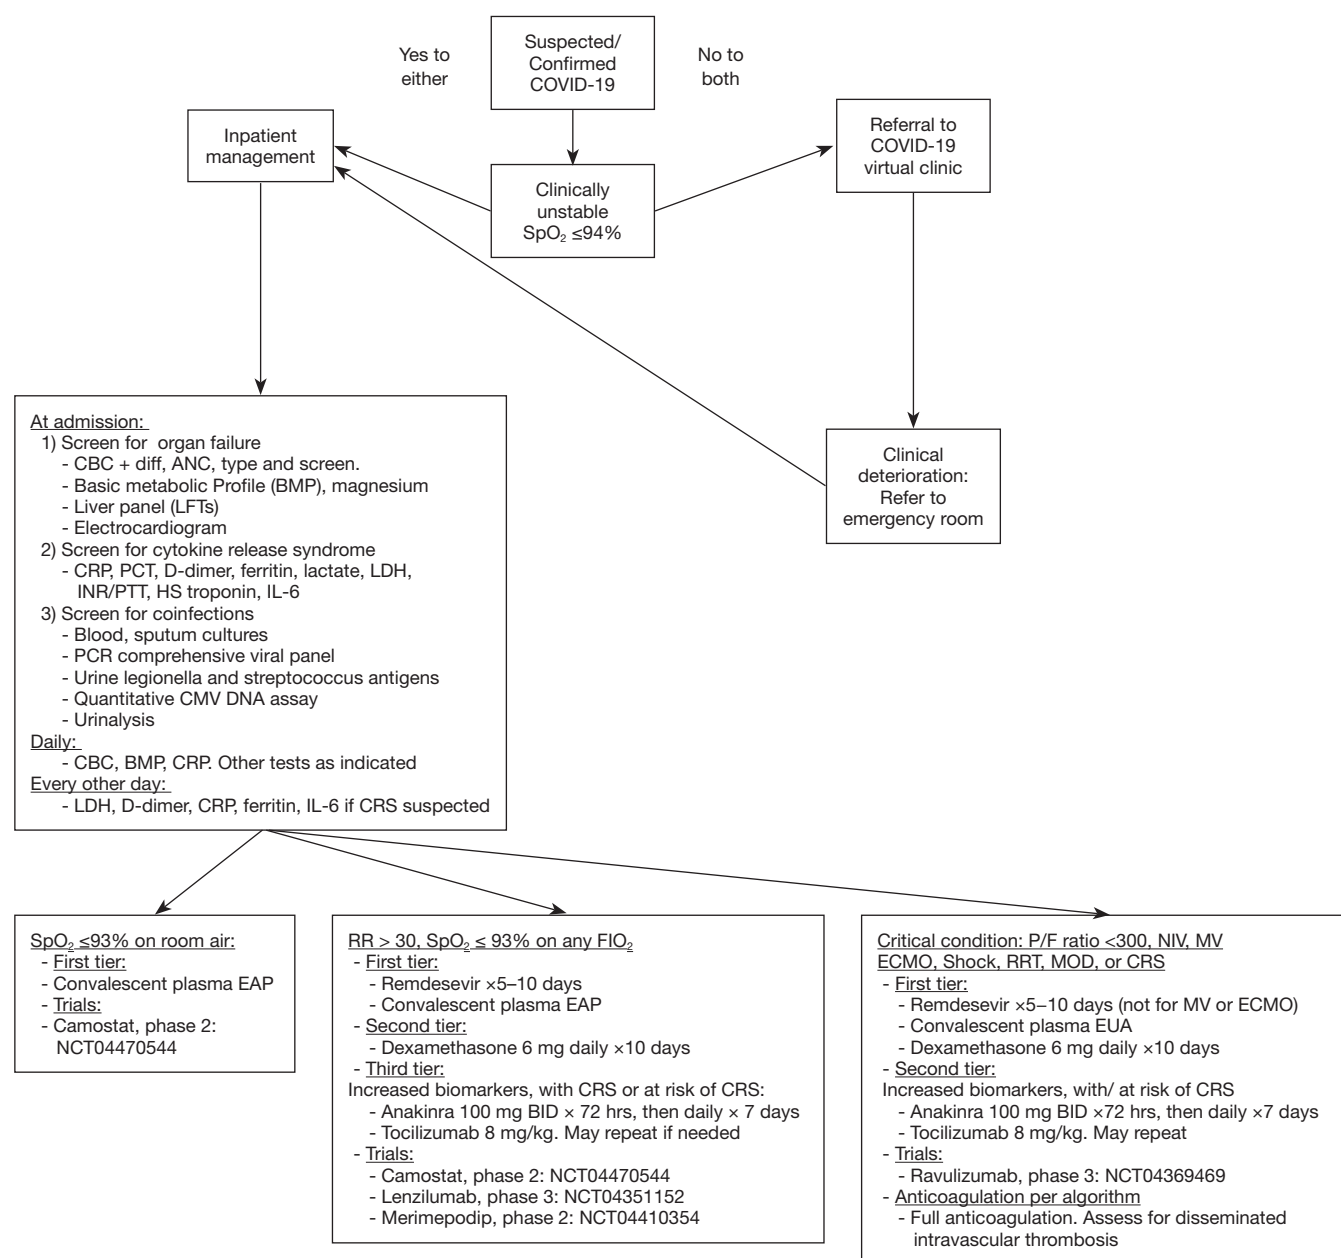 Yes to
either
Suspected/
Confirmed
COVID-19
No to
both
Inpatient
management
Clinically
unstable
SpO₂ ≤94%
Referral to
COVID-19
virtual clinic
Clinical
deterioration:
Refer to
emergency room
At admission:
1) Screen for organ failure
- CBC + diff, ANC, type and screen.
- Basic metabolic Profile (BMP), magnesium
- Liver panel (LFTs)
- Electrocardiogram
2) Screen for cytokine release syndrome
- CRP, PCT, D-dimer, ferritin, lactate, LDH,
INR/PTT, HS troponin, IL-6
3) Screen for coinfections
- Blood, sputum cultures
- PCR comprehensive viral panel
- Urine legionella and streptococcus antigens
- Quantitative CMV DNA assay
- Urinalysis
Daily:
- CBC, BMP, CRP. Other tests as indicated
Every other day:
- LDH, D-dimer, CRP, ferritin, IL-6 if CRS suspected
SpO₂ ≤93% on room air:
- First tier:
- Convalescent plasma EAP
- Trials:
- Camostat, phase 2:
NCT04470544
RR > 30, SpO₂ ≤ 93% on any FIO₂
- First tier:
- Remdesevir ×5–10 days
- Convalescent plasma EAP
- Second tier:
- Dexamethasone 6 mg daily ×10 days
- Third tier:
Increased biomarkers, with CRS or at risk of CRS:
- Anakinra 100 mg BID × 72 hrs, then daily × 7 days
- Tocilizumab 8 mg/kg. May repeat if needed
- Trials:
- Camostat, phase 2: NCT04470544
- Lenzilumab, phase 3: NCT04351152
- Merimepodip, phase 2: NCT04410354
Critical condition: P/F ratio <300, NIV, MV
ECMO, Shock, RRT, MOD, or CRS
- First tier:
- Remdesevir ×5–10 days (not for MV or ECMO)
- Convalescent plasma EUA
- Dexamethasone 6 mg daily ×10 days
- Second tier:
Increased biomarkers, with/ at risk of CRS
- Anakinra 100 mg BID ×72 hrs, then daily ×7 days
- Tocilizumab 8 mg/kg. May repeat
- Trials:
- Ravulizumab, phase 3: NCT04369469
- Anticoagulation per algorithm
- Full anticoagulation. Assess for disseminated
intravascular thrombosis